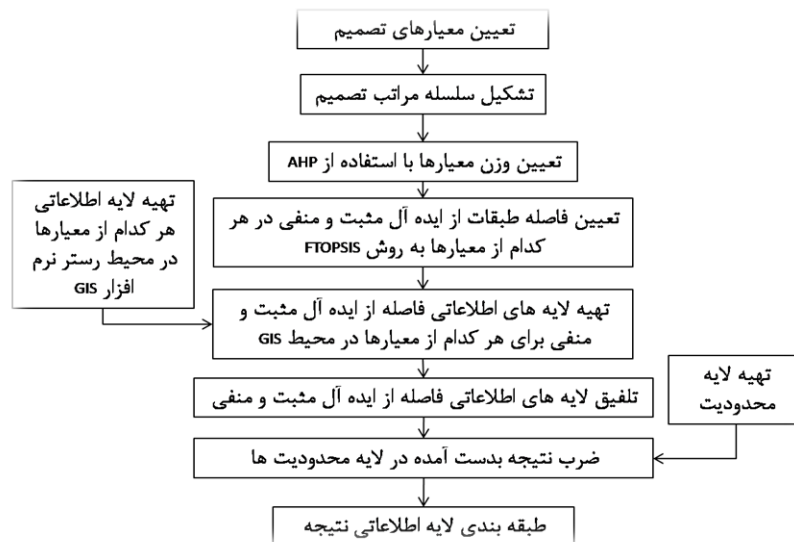 تعیین معیارهای تصمیم
تشکیل سلسله مراتب تصمیم
تعیین وزن معیارها با استفاده از AHP
تهیه لایه اطلاعاتی
هر کدام از معیارها
در محیط رستر نرم
افزار GIS
تعیین فاصله طبقات از ایده آل مثبت و منفی در هر
کدام از معیارها به روش FTOPSIS
تهیه لایه های اطلاعاتی فاصله از ایده آل مثبت و
منفی برای هر کدام از معیارها در محیط GIS
تهیه لایه
محدودیت
تلفیق لایه های اطلاعاتی فاصله از ایده آل مثبت و منفی
ضرب نتیجه بدست آمده در لایه محدودیت ها
طبقه بندی لایه اطلاعاتی نتیجه